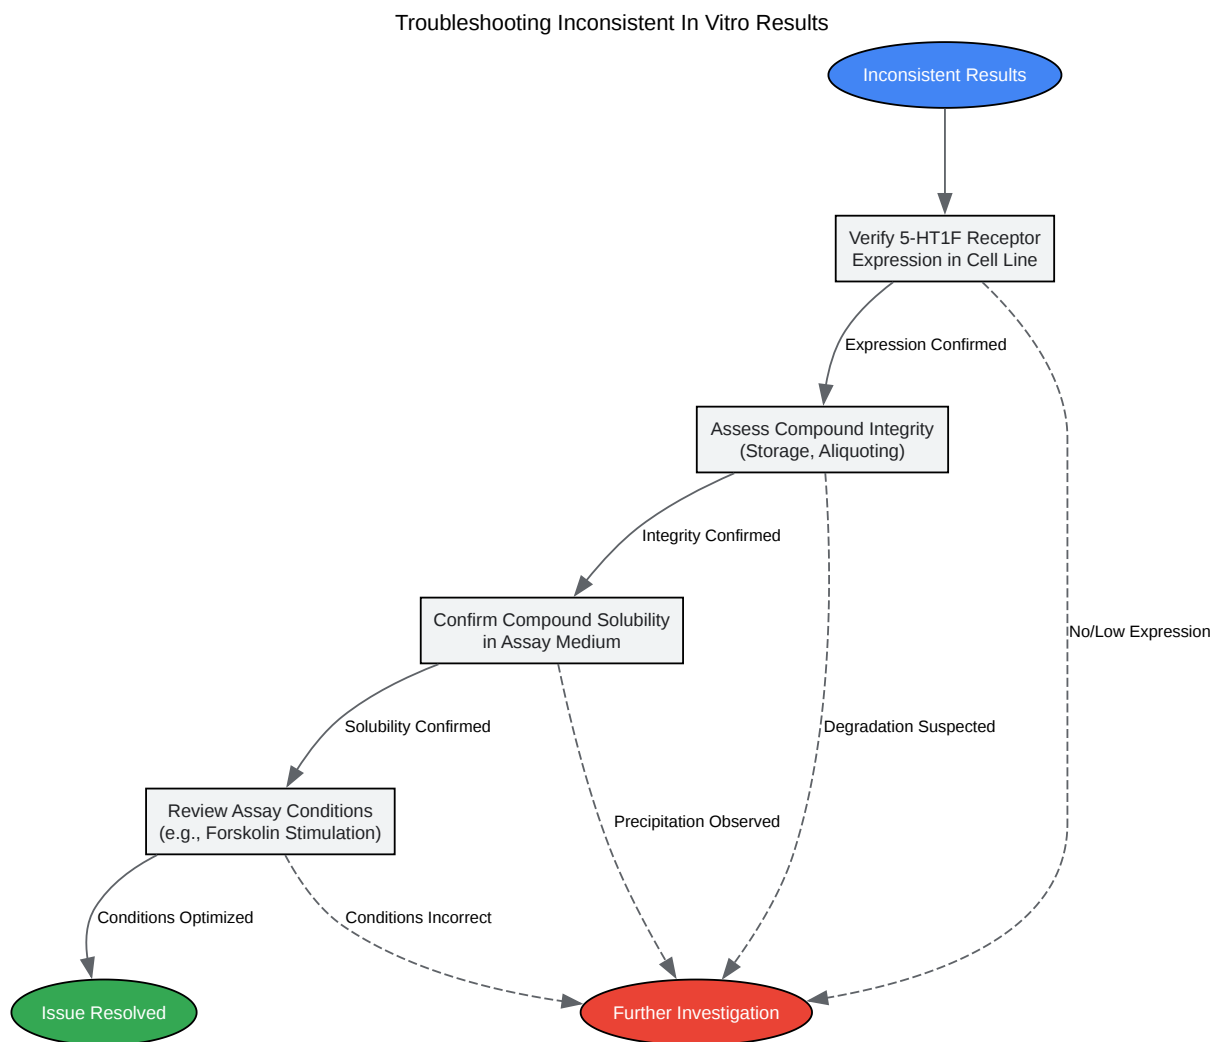 Troubleshooting Inconsistent In Vitro Results
Inconsistent Results
Verify 5-HT1F Receptor
Expression in Cell Line
Expression Confirmed
Assess Compound Integrity
(Storage, Aliquoting)
Integrity Confirmed
Confirm Compound Solubility
in Assay Medium
No/Low Expression
Solubility Confirmed
Degradation Suspected
Review Assay Conditions
(e.g., Forskolin Stimulation)
Precipitation Observed
Conditions Optimized
Conditions Incorrect
Issue Resolved
Further Investigation